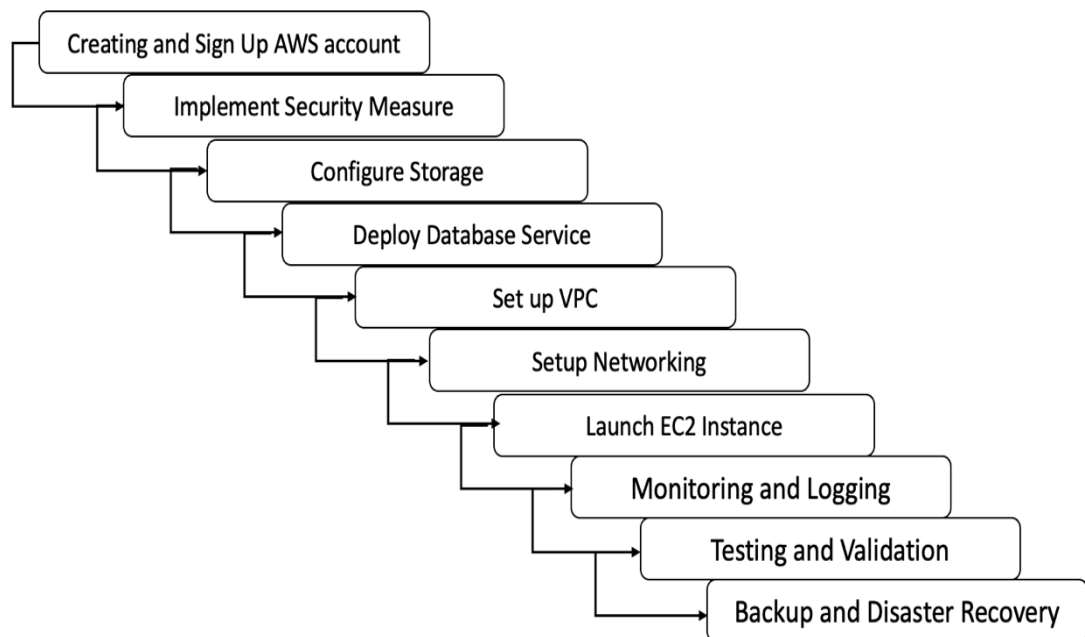 Creating and Sign Up AWS account
Implement Security Measure
Configure Storage
Deploy Database Service
Set up VPC
Setup Networking
Launch EC2 Instance
Monitoring and Logging
Testing and Validation
Backup and Disaster Recovery